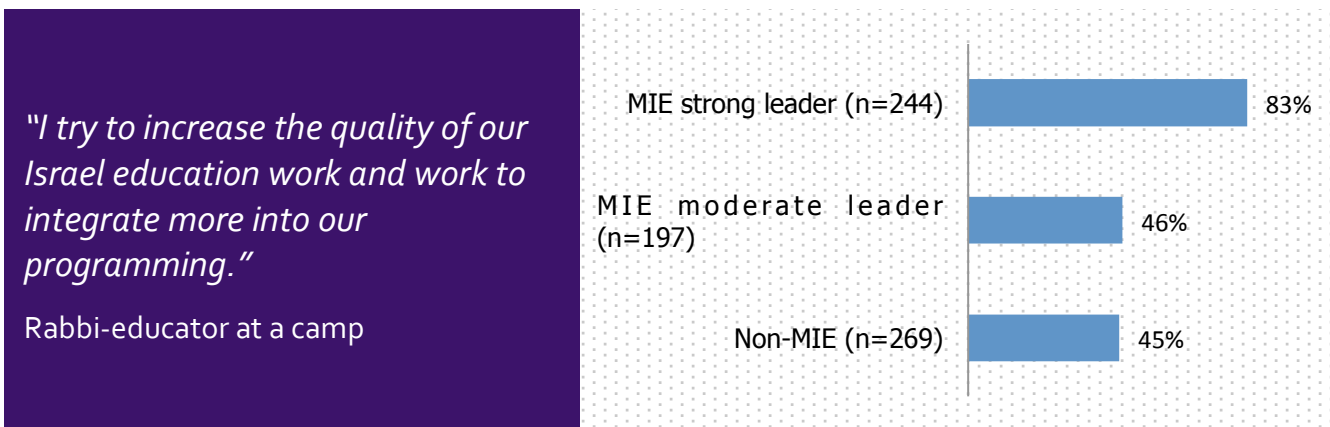 “I try to increase the quality of our
Israel education work and work to
integrate more into our
programming.”
Rabbi-educator at a camp
MIE strong leader (n=244)
83%
MIE moderate leader
(n=197)
46%
Non-MIE (n=269)
45%